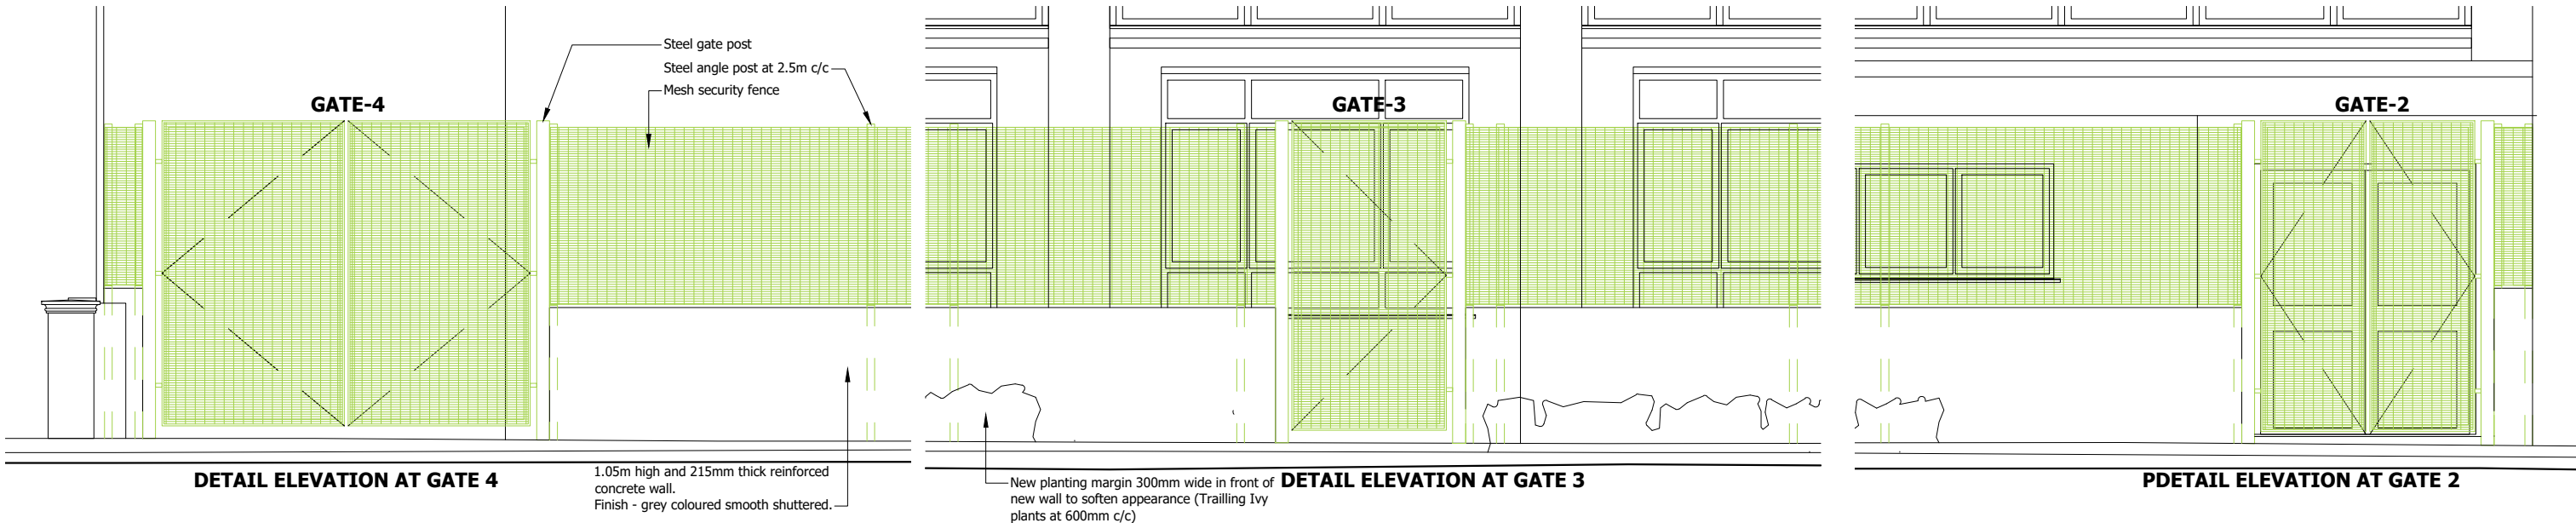 Steel gate post
Steel angle post at 2.5m c/c
Mesh security fence
GATE-4
GATE-3
GATE-2
DETAIL ELEVATION AT GATE 4
1.05m high and 215mm thick reinforced
concrete wall.
Finish - grey coloured smooth shuttered.
New planting margin 300mm wide in front of
new wall to soften appearance (Trailling Ivy
plants at 600mm c/c)
DETAIL ELEVATION AT GATE 3
PDETAIL ELEVATION AT GATE 2